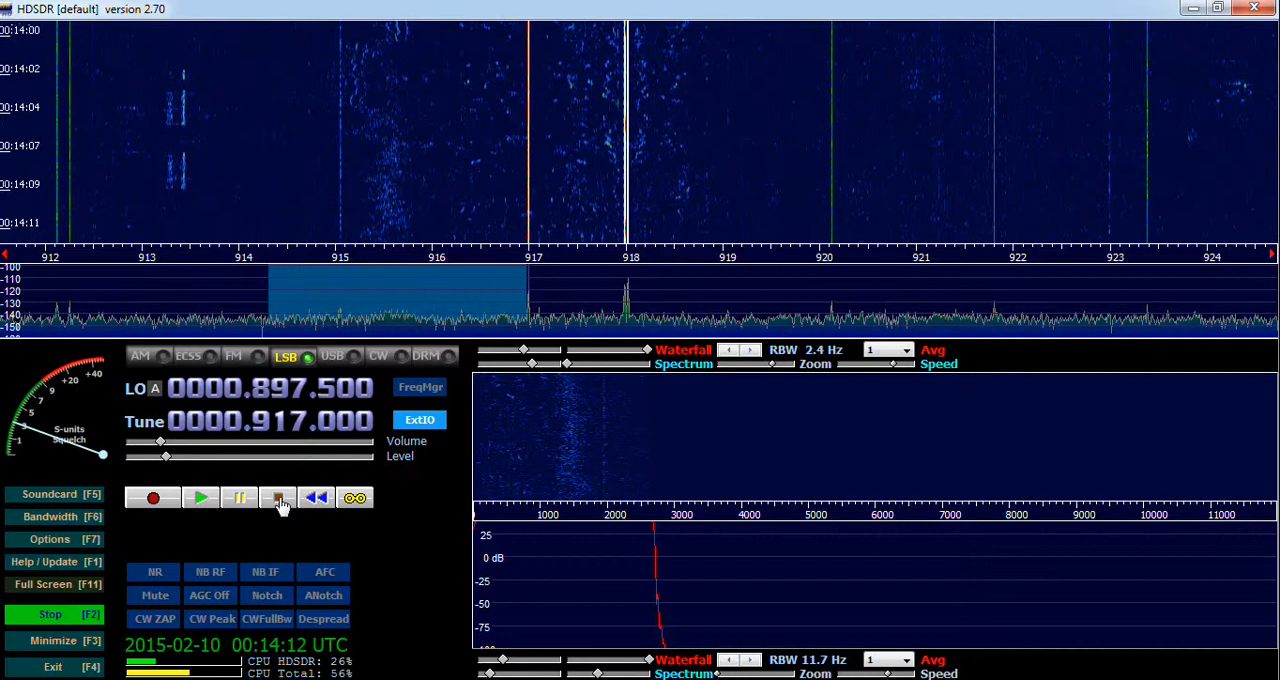 HDSDR [default] version 2.70
00:14:00
00:14:02
00:14:04
00:14:07
00:14:09
00:14:11
912 913 914 915 916 917 918 919 920 921 922 923 924
-100
-110
-120
-130
-140
-150
AM ECSS FM LSB USB CW DRM
Waterfall RBW 2.4 Hz 1 Avg
Spectrum Zoom Speed
+40
+20
9
7
5
3
1
S-units
Squelch
LO A 0000.897.500 FreqMgr
Tune 0000.917.000 ExtIO
Volume
Level
Soundcard [F5]
Bandwidth [F6]
Options [F7]
Help / Update [F1]
Full Screen [F11]
Stop [F2]
Minimize [F3]
Exit [F4]
NR NB RF NB IF AFC
Mute AGC Off Notch ANotch
CW ZAP CW Peak CWFullBw Despread
2015-02-10 00:14:12 UTC
CPU HDSDR: 26%
CPU Total: 56%
1000 2000 3000 4000 5000 6000 7000 8000 9000 10000 11000
25
0 dB
-25
-50
-75
Waterfall RBW 11.7 Hz 1 Avg
Spectrum Zoom Speed